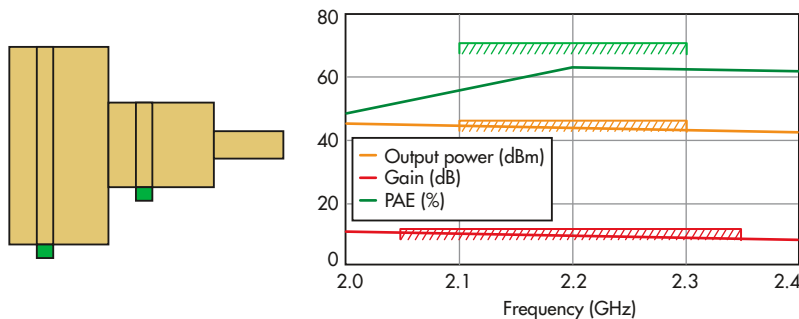 80
60
40
20
0
Output power (dBm)
Gain (dB)
PAE (%)
2.0 2.1 2.2 2.3 2.4
Frequency (GHz)